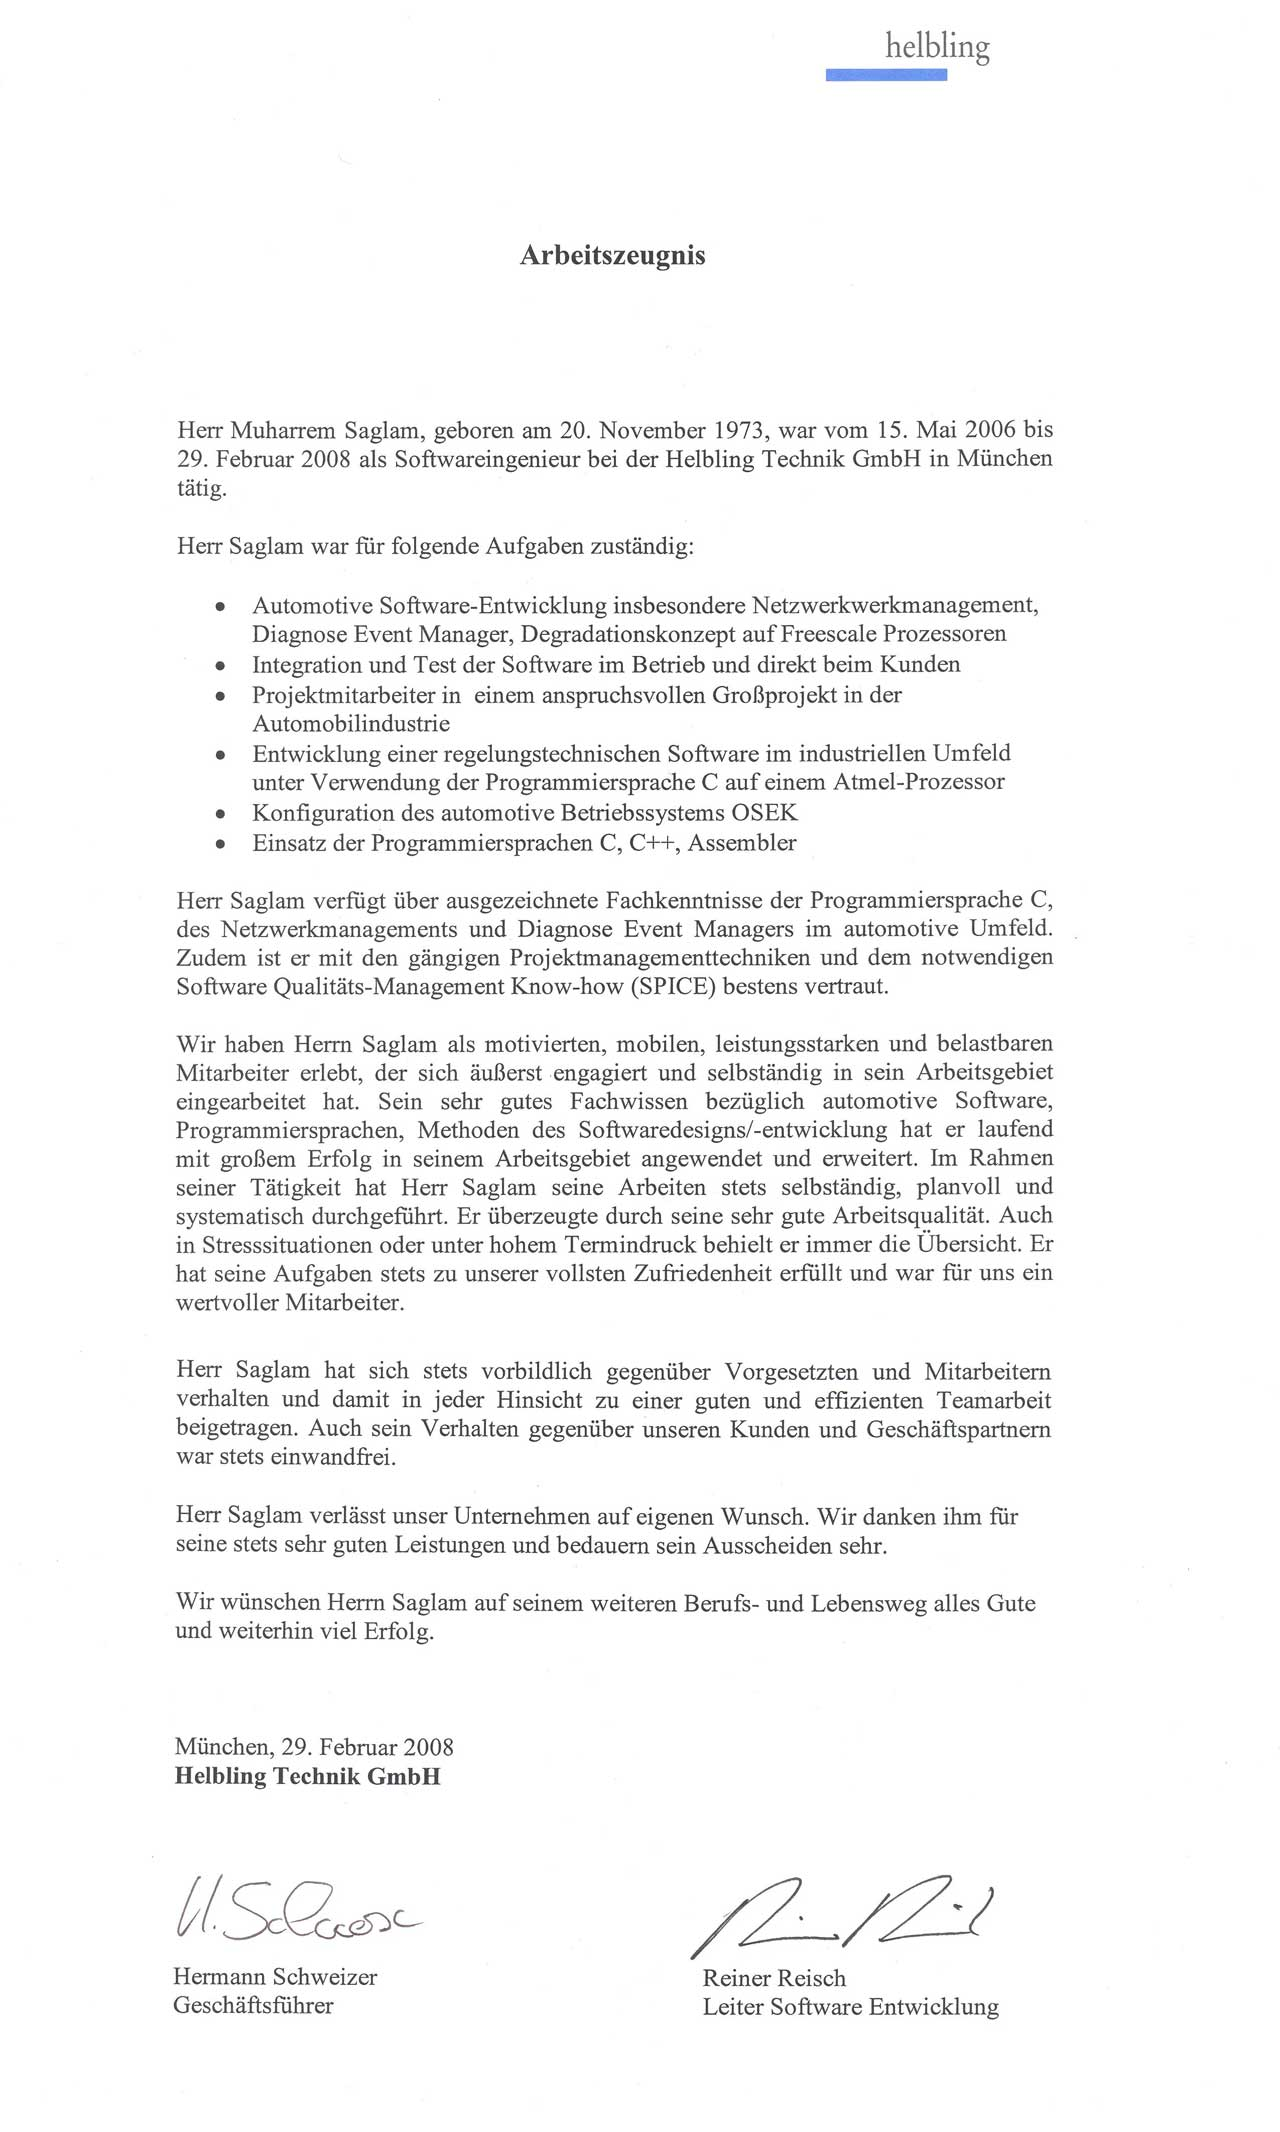 helbling
Arbeitszeugnis
Herr Muharrem Saglam, geboren am 20. November 1973, war vom 15. Mai 2006 bis
29. Februar 2008 als Softwareingenieur bei der Helbling Technik GmbH in München
tätig.
Herr Saglam war für folgende Aufgaben zuständig:
• Automotive Software-Entwicklung insbesondere Netzwerkwerkmanagement,
Diagnose Event Manager, Degradationskonzept auf Freescale Prozessoren
• Integration und Test der Software im Betrieb und direkt beim Kunden
• Projektmitarbeiter in einem anspruchsvollen Großprojekt in der
Automobilindustrie
• Entwicklung einer regelungstechnischen Software im industriellen Umfeld
unter Verwendung der Programmiersprache C auf einem Atmel-Prozessor
• Konfiguration des automotive Betriebssystems OSEK
• Einsatz der Programmiersprachen C, C++, Assembler
Herr Saglam verfügt über ausgezeichnete Fachkenntnisse der Programmiersprache C,
des Netzwerkmanagements und Diagnose Event Managers im automotive Umfeld.
Zudem ist er mit den gängigen Projektmanagementtechniken und dem notwendigen
Software Qualitäts-Management Know-how (SPICE) bestens vertraut.
Wir haben Herrn Saglam als motivierten, mobilen, leistungsstarken und belastbaren
Mitarbeiter erlebt, der sich äußerst engagiert und selbständig in sein Arbeitsgebiet
eingearbeitet hat. Sein sehr gutes Fachwissen bezüglich automotive Software,
Programmiersprachen, Methoden des Softwaredesigns/-entwicklung hat er laufend
mit großem Erfolg in seinem Arbeitsgebiet angewendet und erweitert. Im Rahmen
seiner Tätigkeit hat Herr Saglam seine Arbeiten stets selbständig, planvoll und
systematisch durchgeführt. Er überzeugte durch seine sehr gute Arbeitsqualität. Auch
in Stresssituationen oder unter hohem Termindruck behielt er immer die Übersicht. Er
hat seine Aufgaben stets zu unserer vollsten Zufriedenheit erfüllt und war für uns ein
wertvoller Mitarbeiter.
Herr Saglam hat sich stets vorbildlich gegenüber Vorgesetzten und Mitarbeitern
verhalten und damit in jeder Hinsicht zu einer guten und effizienten Teamarbeit
beigetragen. Auch sein Verhalten gegenüber unseren Kunden und Geschäftspartnern
war stets einwandfrei.
Herr Saglam verlässt unser Unternehmen auf eigenen Wunsch. Wir danken ihm für
seine stets sehr guten Leistungen und bedauern sein Ausscheiden sehr.
Wir wünschen Herrn Saglam auf seinem weiteren Berufs- und Lebensweg alles Gute
und weiterhin viel Erfolg.
München, 29. Februar 2008
Helbling Technik GmbH
Hermann Schweizer
Geschäftsführer
Reiner Reisch
Leiter Software Entwicklung